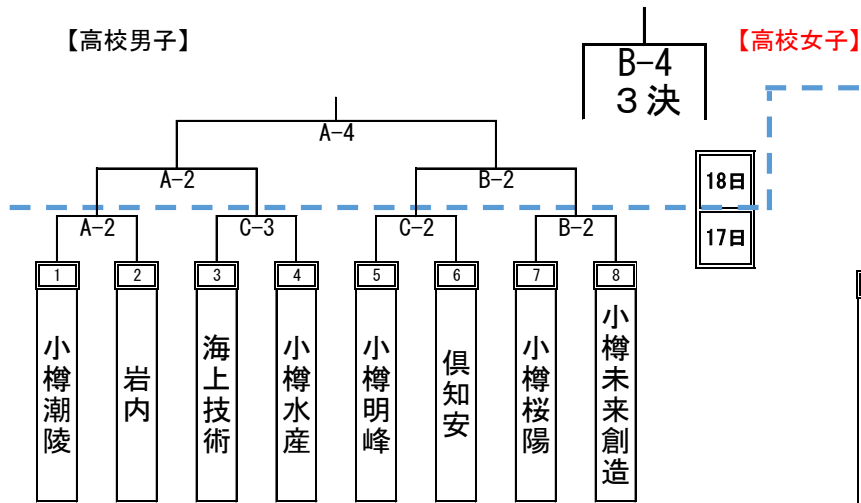 【高校男子】
【高校女子】
B-4
３決
A-4
A-2
B-2
18日
17日
A-2
C-3
C-2
B-2
1
2
3
4
5
6
7
8
小樽潮陵
岩内
海上技術
小樽水産
小樽明峰
倶知安
小樽桜陽
小樽未来創造